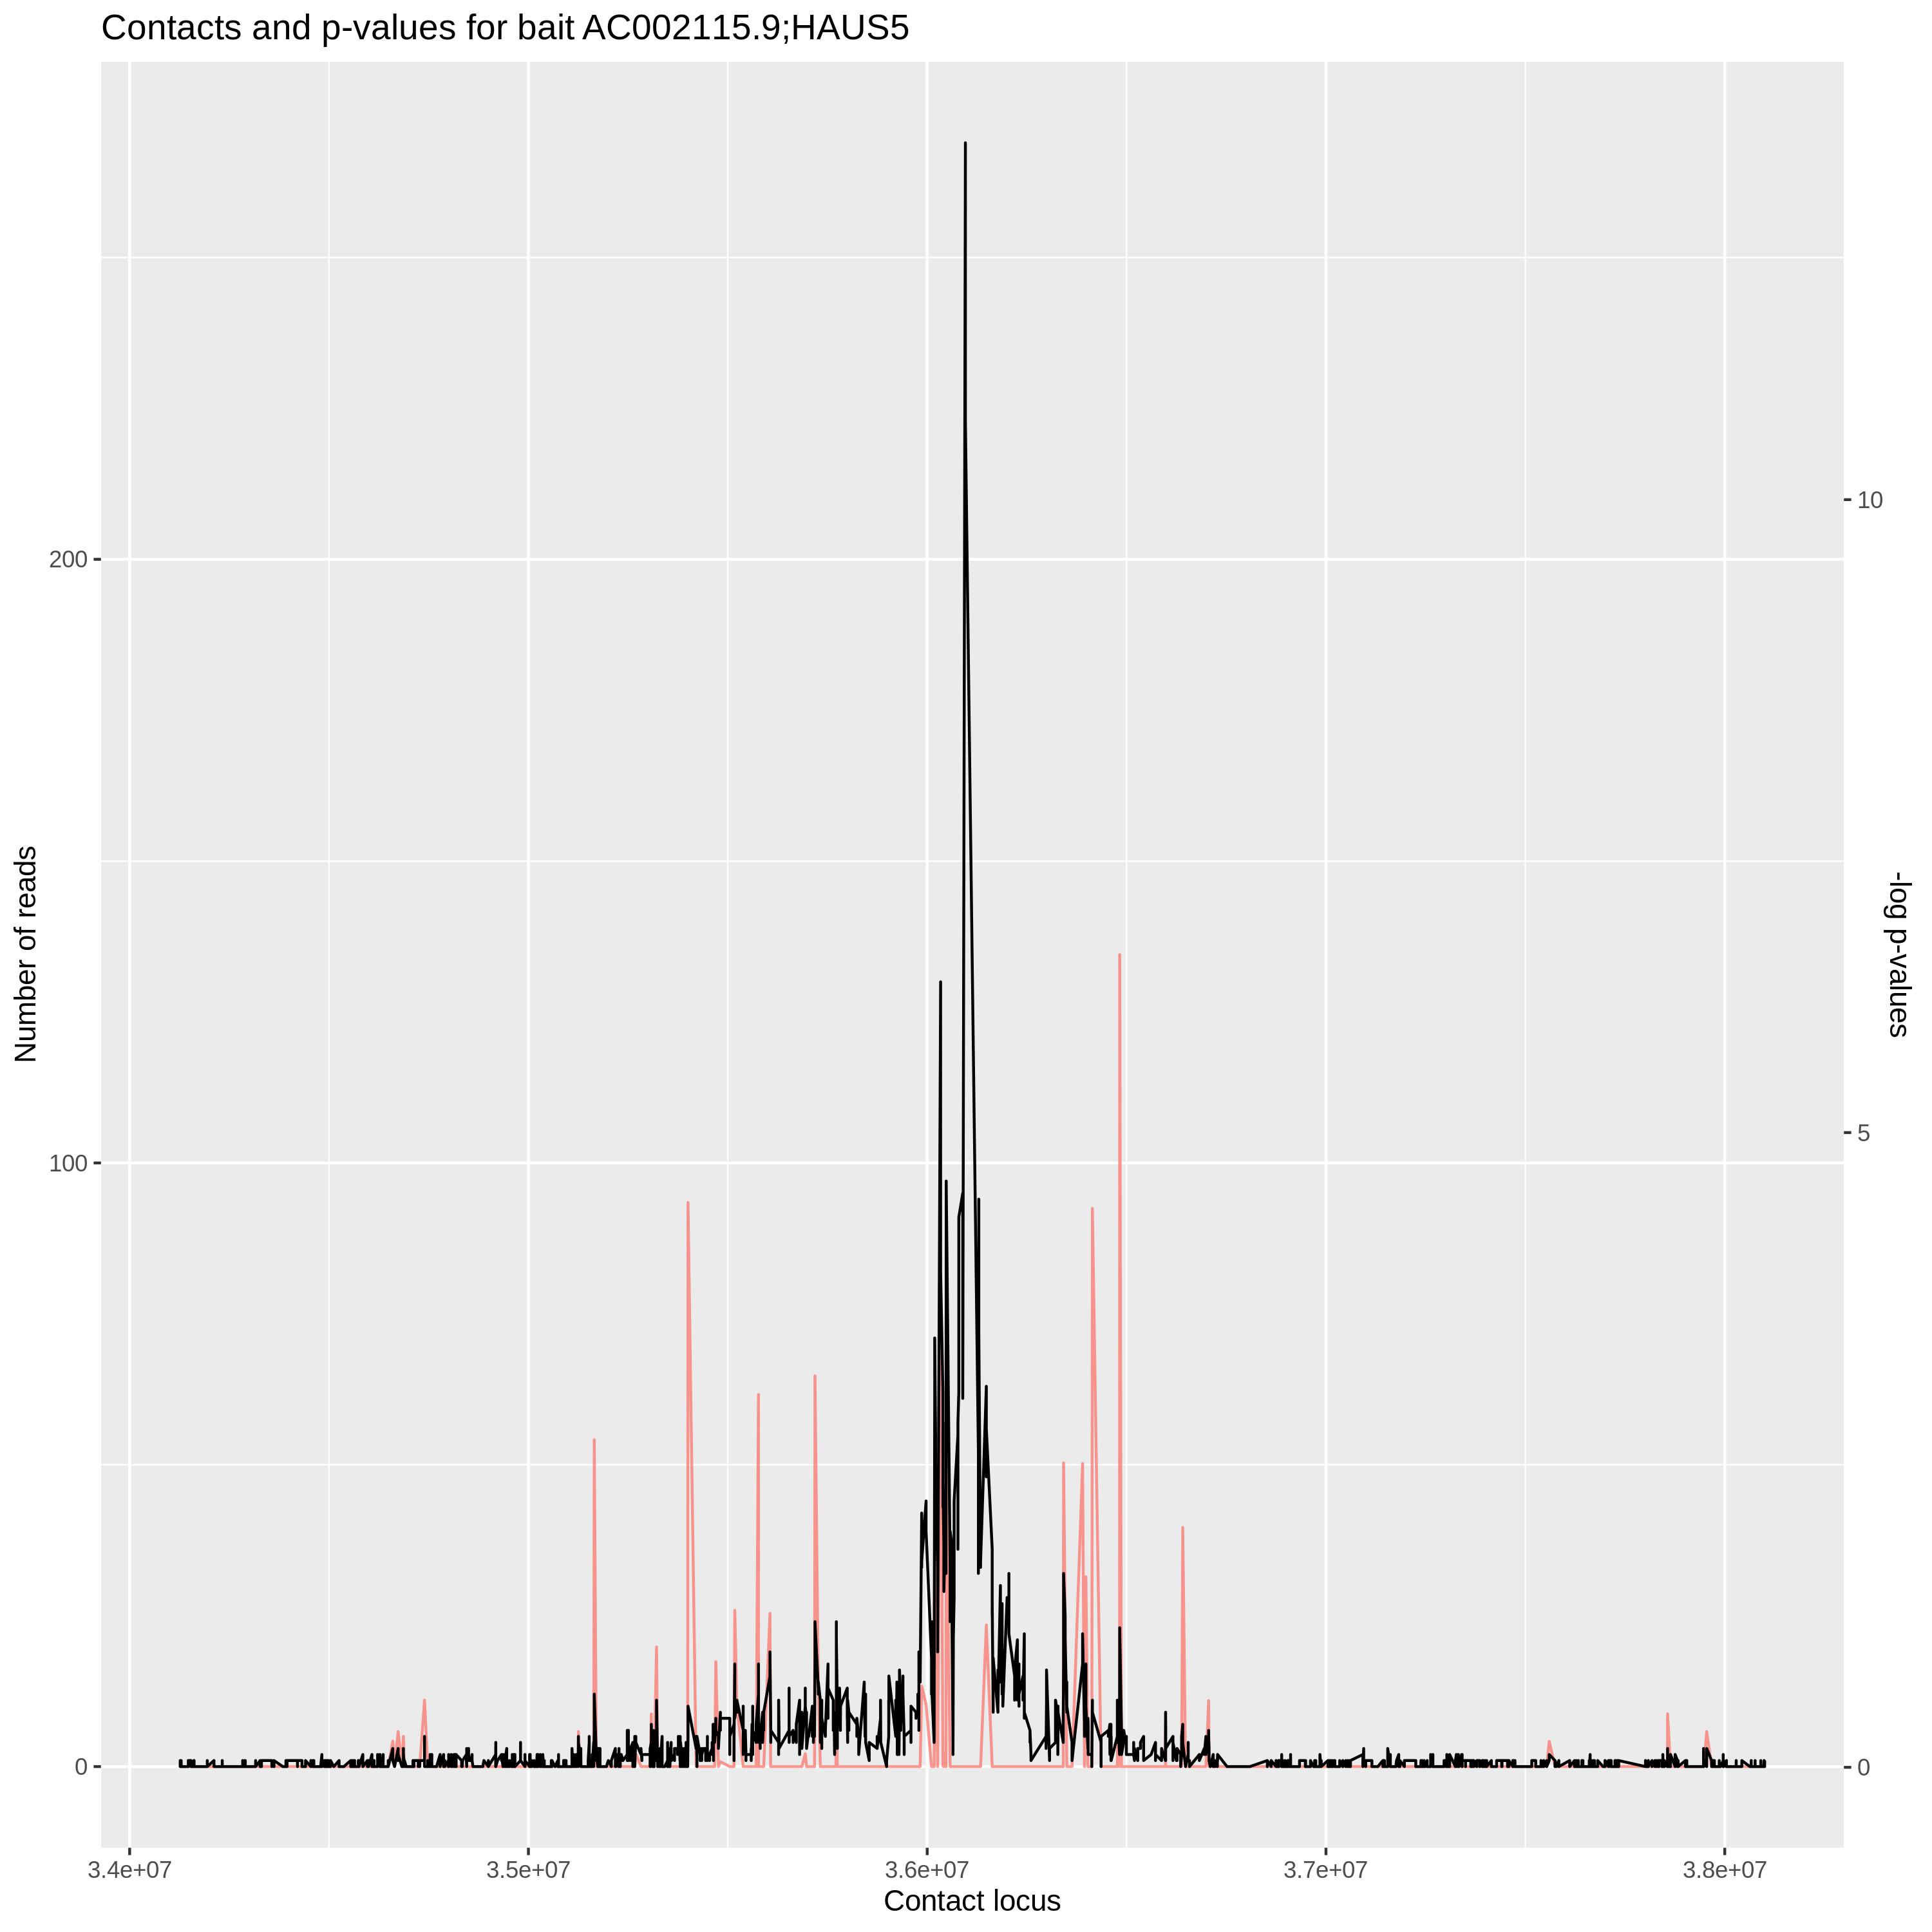 Contacts and p-values for bait AC002115.9;HAUS5
200
100
0
Number of reads
10
5
0
-log p-values
3.4e+07
3.5e+07
3.6e+07
3.7e+07
3.8e+07
Contact locus